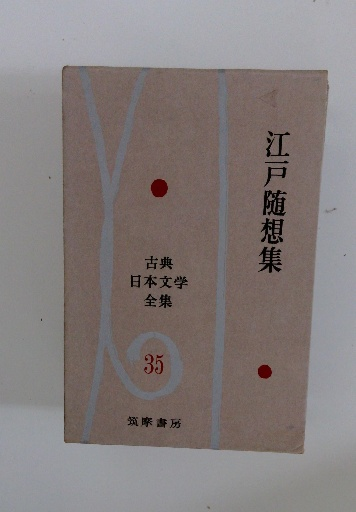 江戸随想集
古典
日本文学
全集
35
筑摩書房